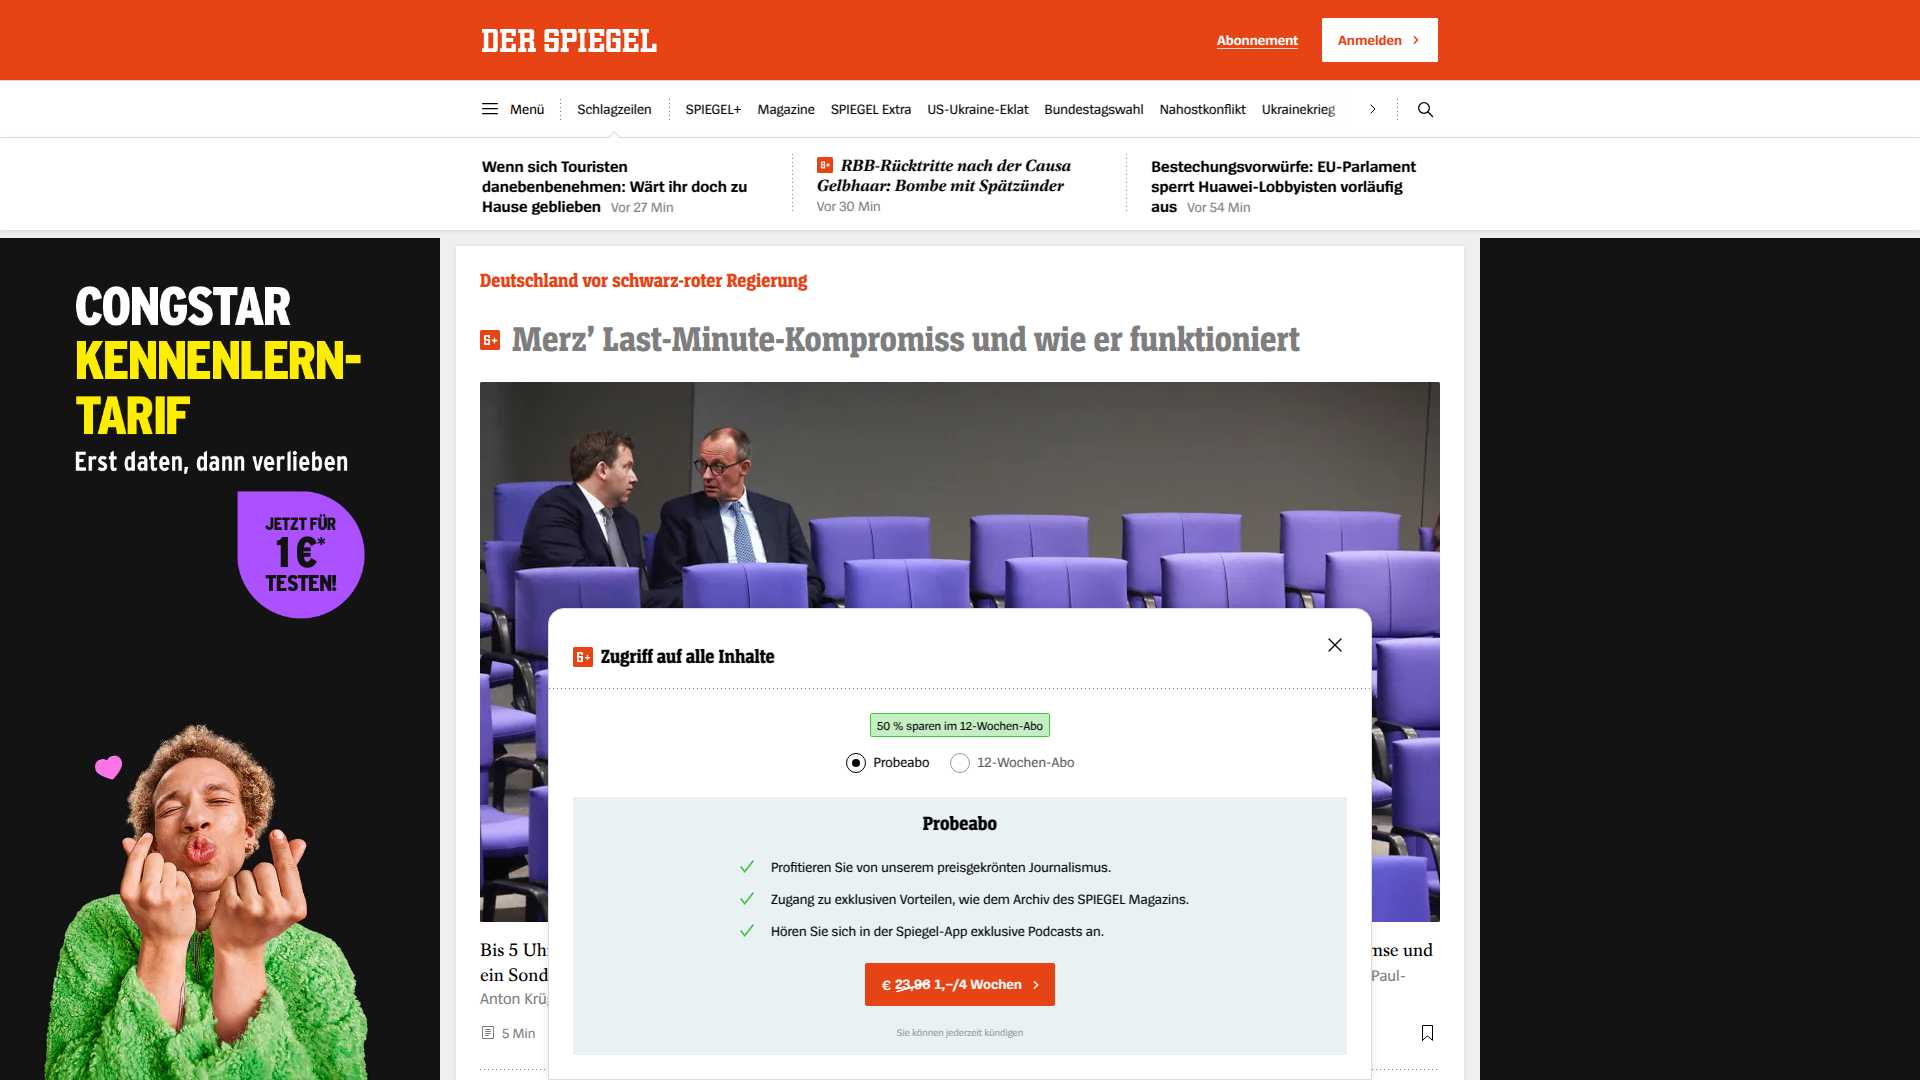 DER SPIEGEL
Abonnement
Anmelden
Menü
Schlagzeilen
SPIEGEL+
Magazine
SPIEGEL Extra
US-Ukraine-Eklat
Bundestagswahl
Nahostkonflikt
Ukrainekrieg
Wenn sich Touristen
danebenbenehmen: Wärt ihr doch zu
Hause geblieben Vor 27 Min
S+ RBB-Rücktritte nach der Causa
Gelbhaar: Bombe mit Spätzünder
Vor 30 Min
Bestechungsvorwürfe: EU-Parlament
sperrt Huawei-Lobbyisten vorläufig
aus Vor 54 Min
CONGSTAR
KENNENLERN-
TARIF
Erst daten, dann verlieben
JETZT FÜR
1 €*
TESTEN!
Deutschland vor schwarz-roter Regierung
S+ Merz’ Last-Minute-Kompromiss und wie er funktioniert
S+ Zugriff auf alle Inhalte
50 % sparen im 12-Wochen-Abo
Probeabo
12-Wochen-Abo
Probeabo
Profitieren Sie von unserem preisgekrönten Journalismus.
Zugang zu exklusiven Vorteilen, wie dem Archiv des SPIEGEL Magazins.
Hören Sie sich in der Spiegel-App exklusive Podcasts an.
€ 23,96 1,–/4 Wochen
Sie können jederzeit kündigen
Bis 5 Uh
und
ein Sond
Paul-
Anton Krü
5 Min